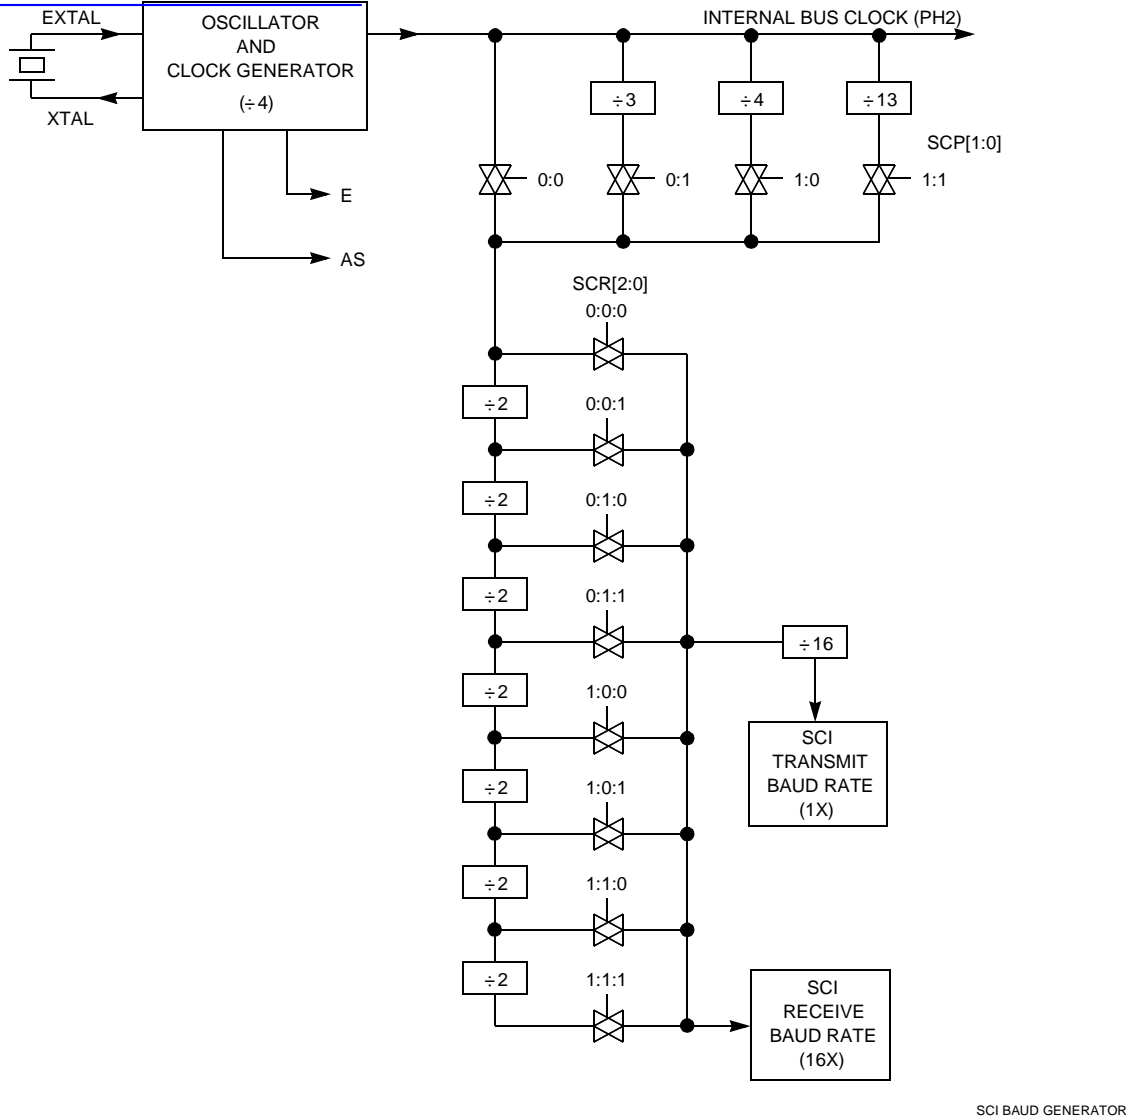 EXTAL
OSCILLATOR
AND
CLOCK GENERATOR
(÷4)
XTAL
INTERNAL BUS CLOCK (PH2)
÷3
÷4
÷13
SCP[1:0]
0:0
0:1
1:0
1:1
E
AS
SCR[2:0]
0:0:0
÷2
0:0:1
÷2
0:1:0
÷2
0:1:1
÷16
÷2
1:0:0
SCI
TRANSMIT
BAUD RATE
(1X)
÷2
1:0:1
÷2
1:1:0
÷2
1:1:1
SCI
RECEIVE
BAUD RATE
(16X)
SCI BAUD GENERATOR